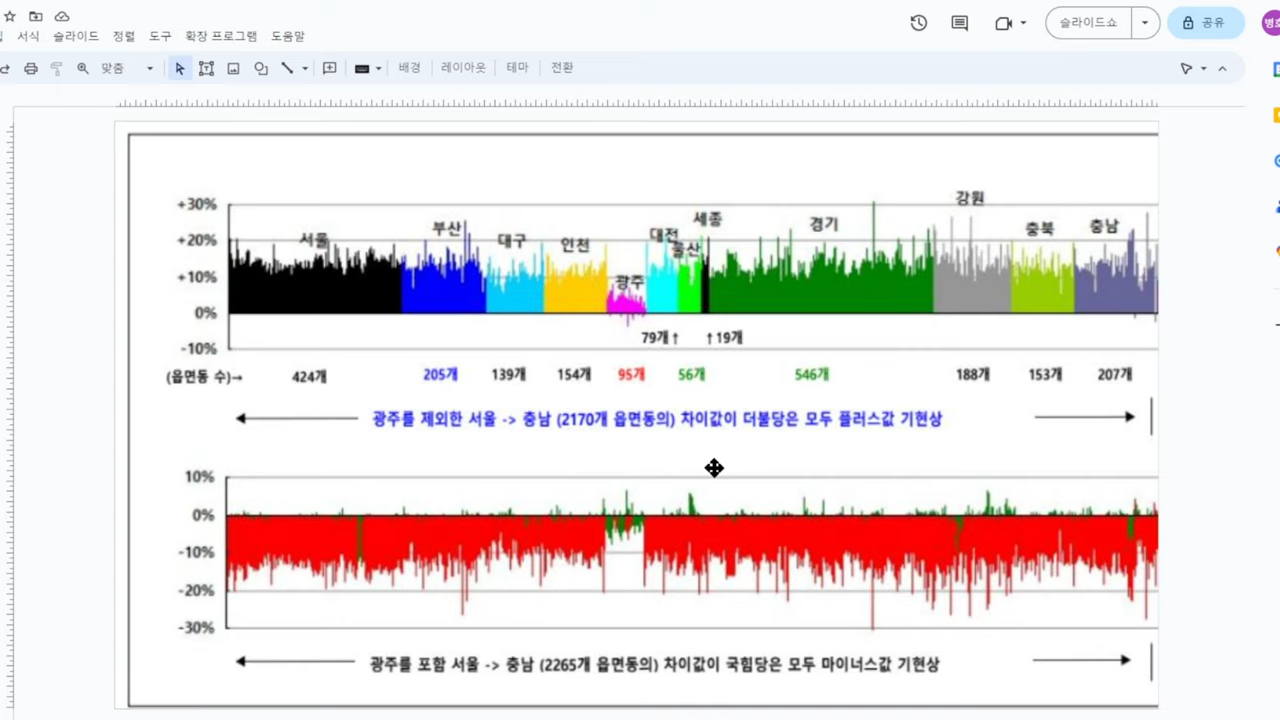 서식 슬라이드 정렬 도구 확장 프로그램 도움말
슬라이드쇼
공유
병호
맞춤 배경 레이아웃 테마 전환
강원
+30%
세종
서울 부산 대구 인천 대전 경기 충북 충남
+20%
울산
광주
+10%
0%
79개↑ ↑19개
-10%
(읍면동 수)→ 424개 205개 139개 154개 95개 56개 546개 188개 153개 207개
광주를 제외한 서울 -> 충남 (2170개 읍면동의) 차이값이 더불당은 모두 플러스값 기현상
10%
0%
-10%
-20%
-30%
광주를 포함 서울 -> 충남 (2265개 읍면동의) 차이값이 국힘당은 모두 마이너스값 기현상